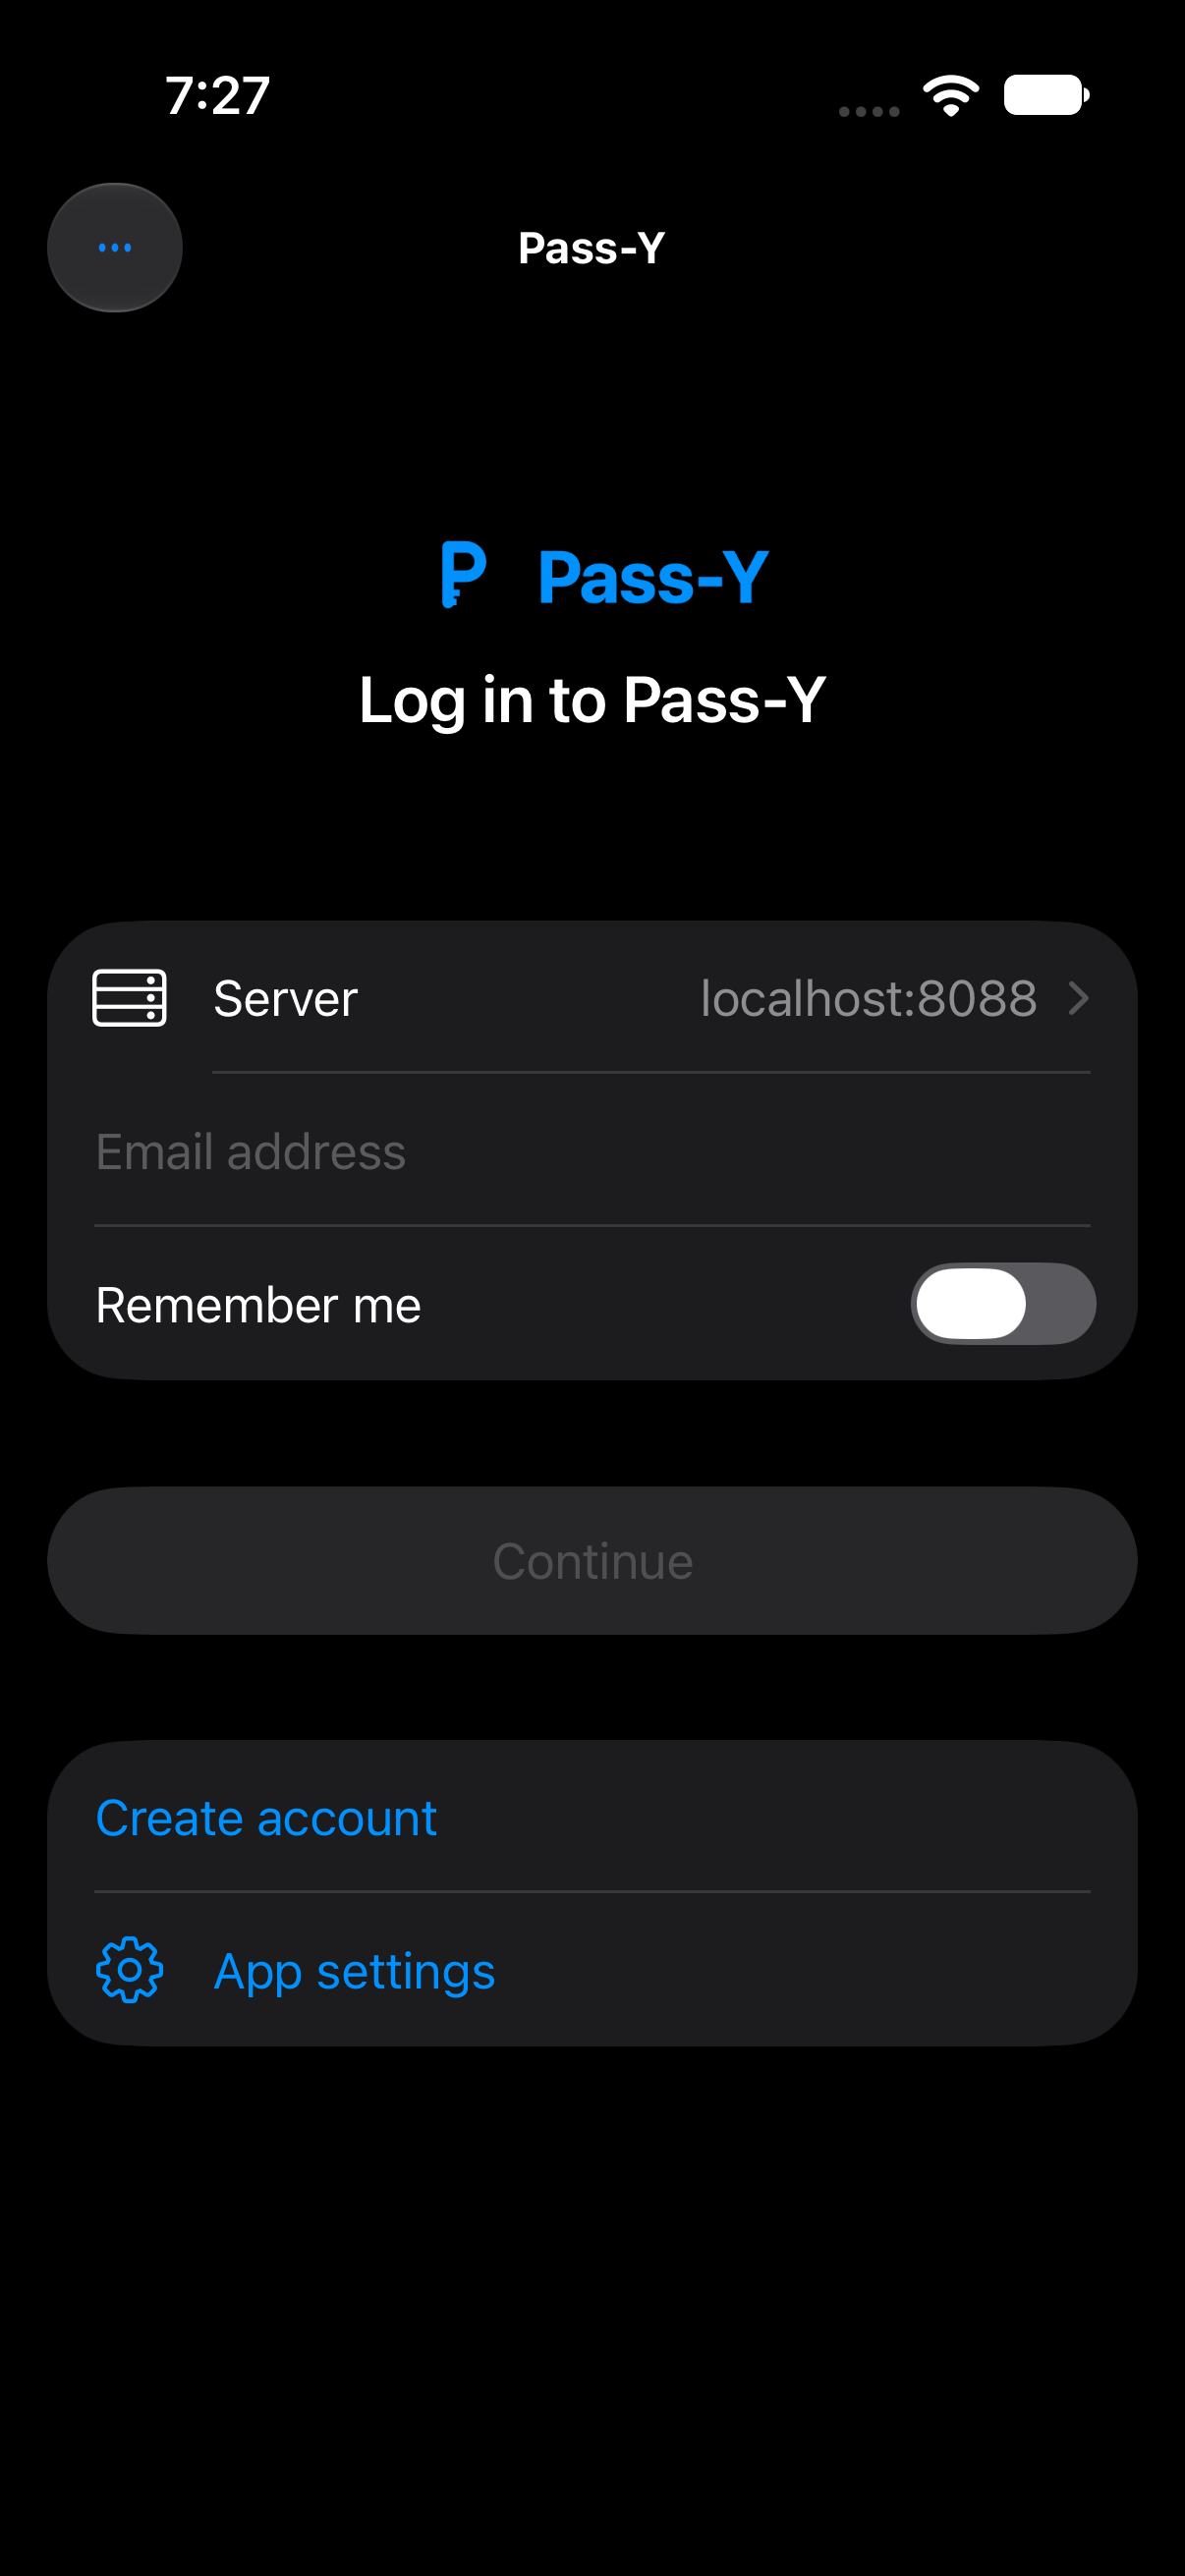 7:27
Pass-Y
Pass-Y
Log in to Pass-Y
Server localhost:8088
Email address
Remember me
Continue
Create account
App settings